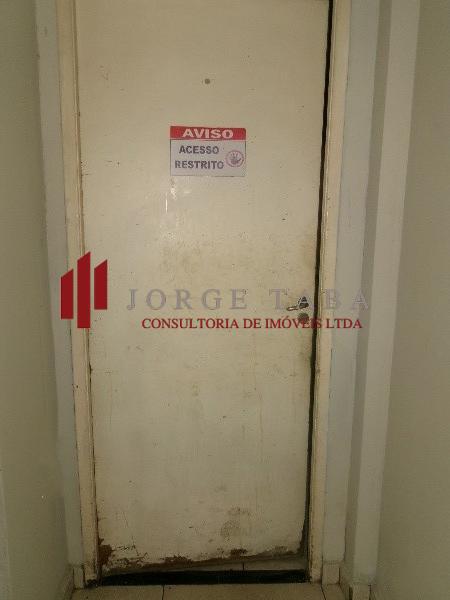 AVISO
ACESSO
RESTRITO
JORGE TABA
CONSULTORIA DE IMÓVEIS LTDA